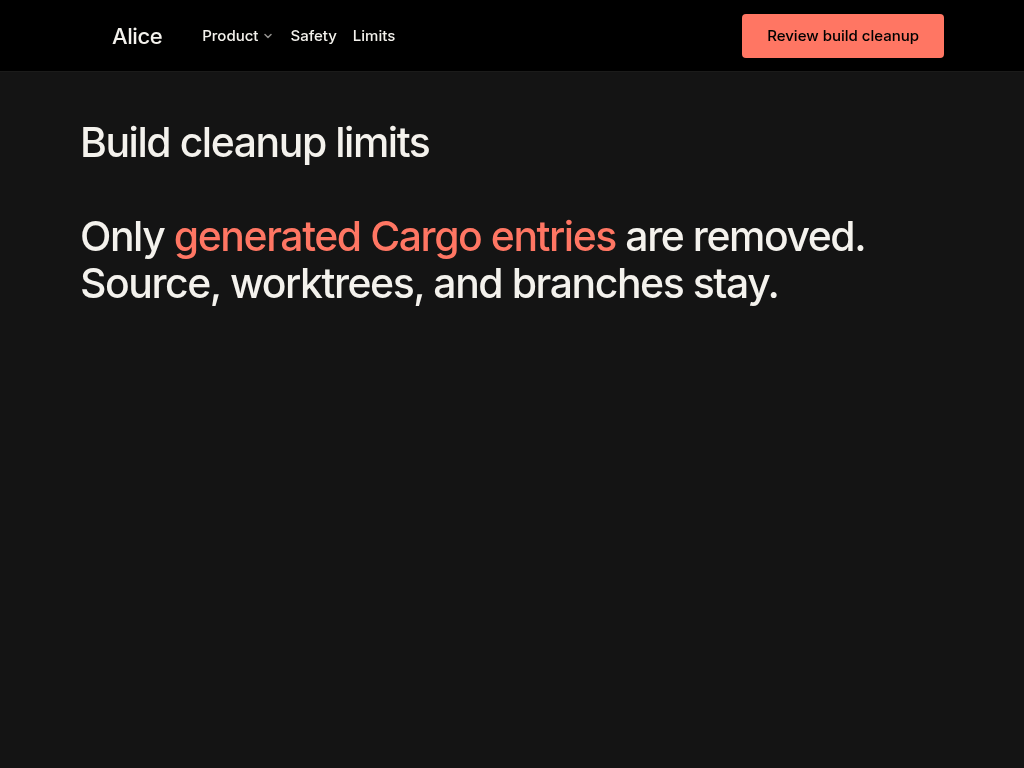 Alice
Product
Safety
Limits
Review build cleanup
Build cleanup limits
Only generated Cargo entries are removed.
Source, worktrees, and branches stay.